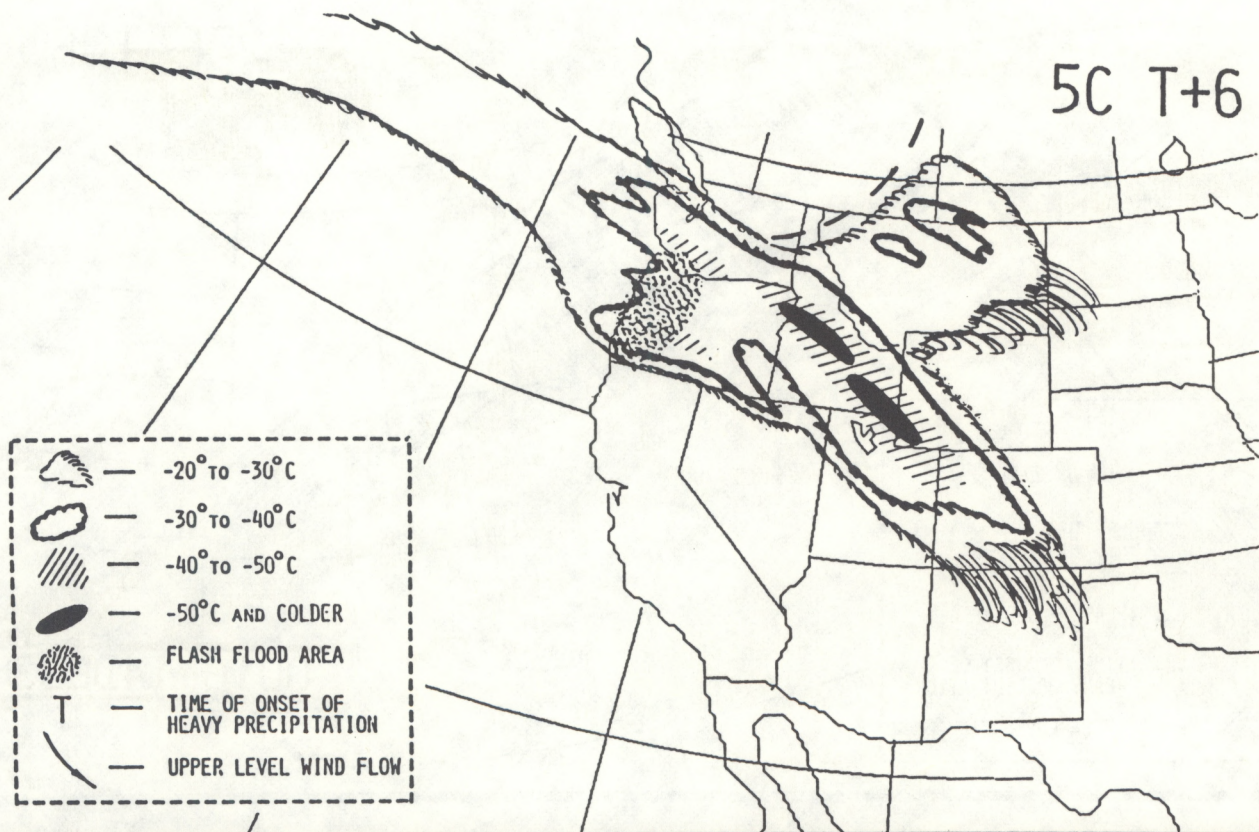 5C T+6
— -20° TO -30°C
— -30° TO -40°C
— -40° TO -50°C
— -50°C AND COLDER
— FLASH FLOOD AREA
T — TIME OF ONSET OF
HEAVY PRECIPITATION
— UPPER LEVEL WIND FLOW